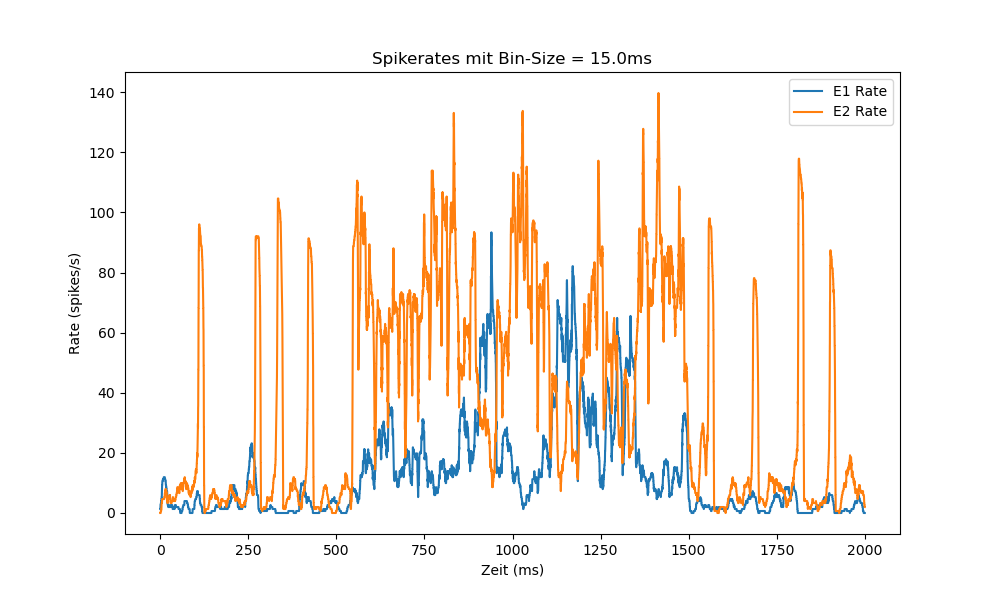 Spikerates mit Bin-Size = 15.0ms
E1 Rate
E2 Rate
140
120
100
80
60
40
20
0
Rate (spikes/s)
0 250 500 750 1000 1250 1500 1750 2000
Zeit (ms)